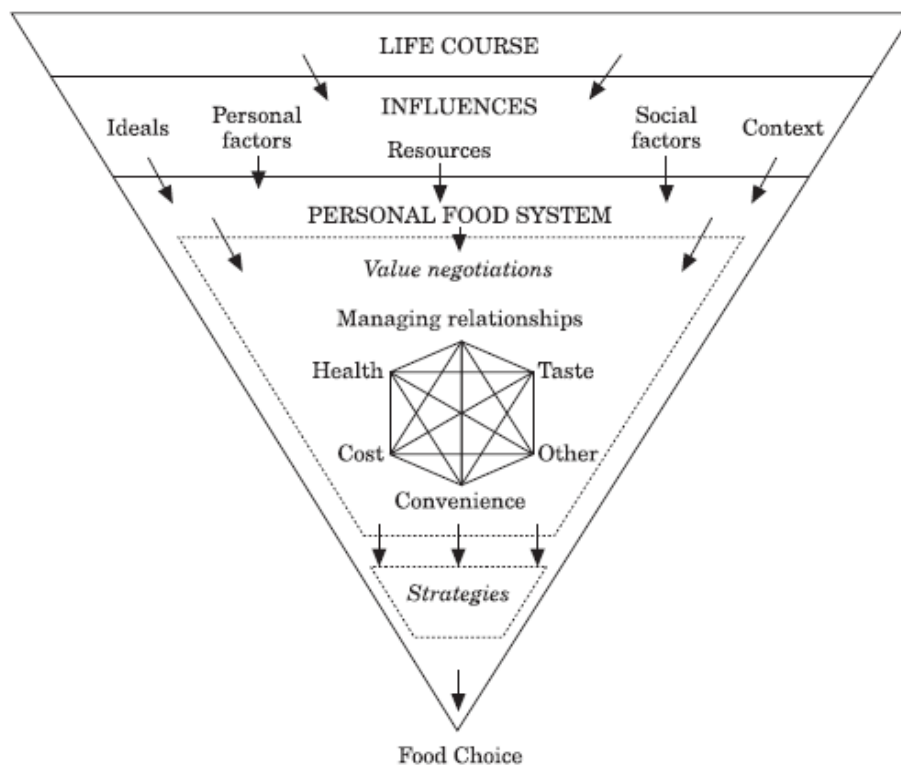 LIFE COURSE
INFLUENCES
Ideals
Personal
factors
Resources
Social
factors
Context
PERSONAL FOOD SYSTEM
Value negotiations
Managing relationships
Health
Taste
Cost
Other
Convenience
Strategies
Food Choice